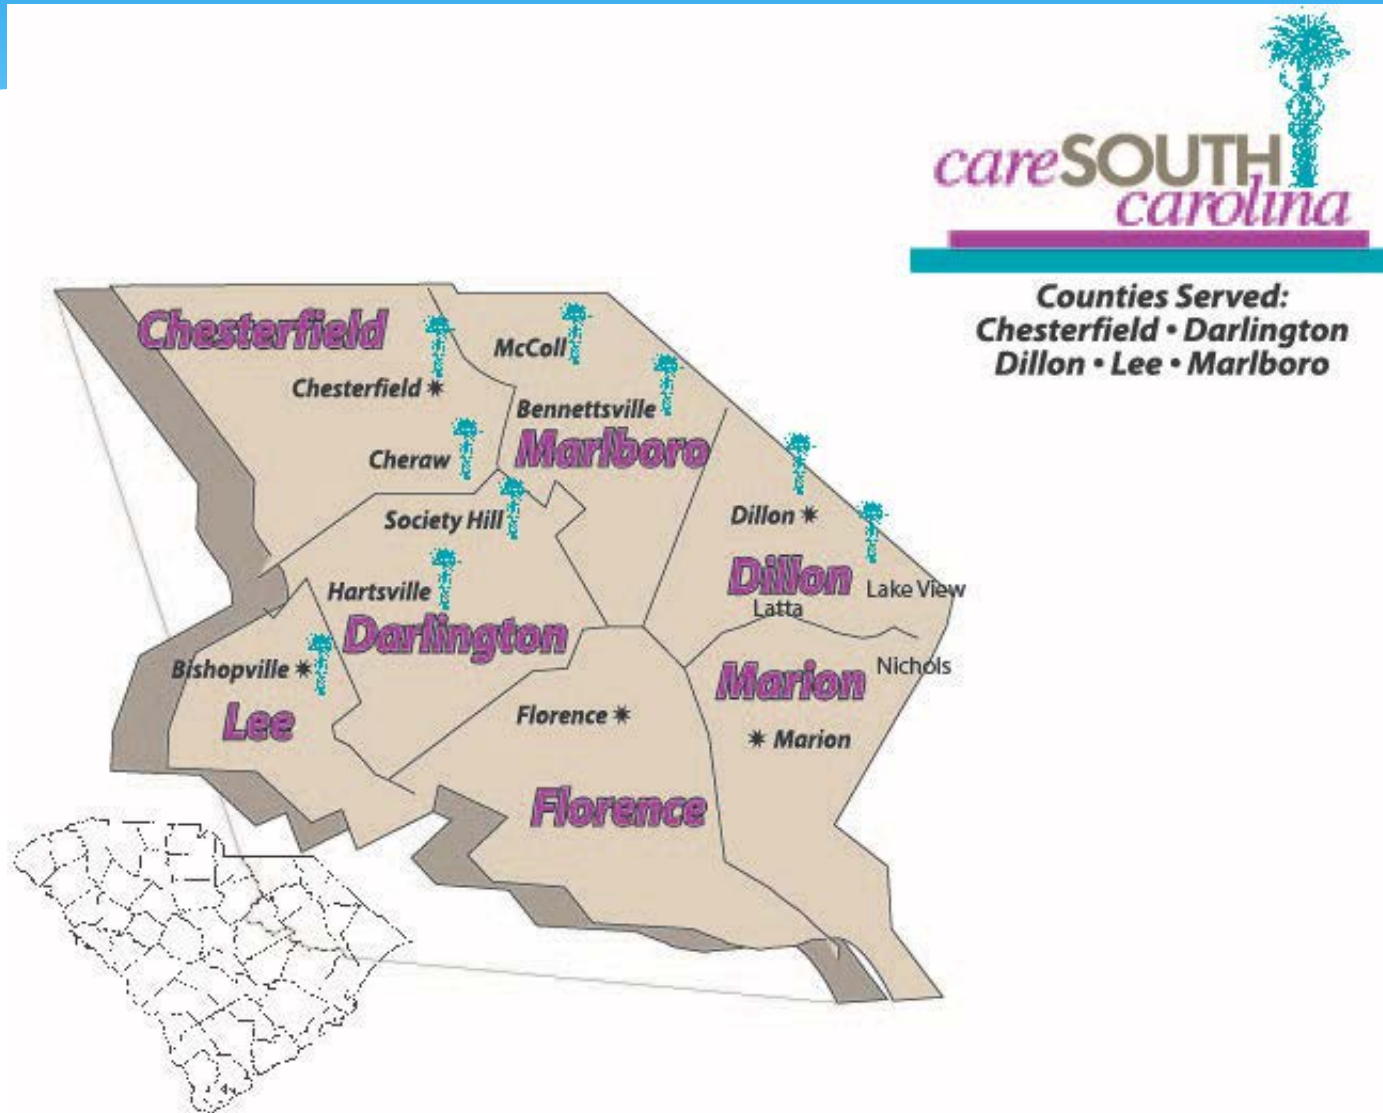 careSOUTH
carolina
Counties Served:
Chesterfield • Darlington
Dillon • Lee • Marlboro
Chesterfield
McColl
Chesterfield
Bennettsville
Marlboro
Cheraw
Society Hill
Dillon
Dillon
Lake View
Hartsville
Latta
Darlington
Bishopville
Nichols
Marion
Lee
Florence
Marion
Florence